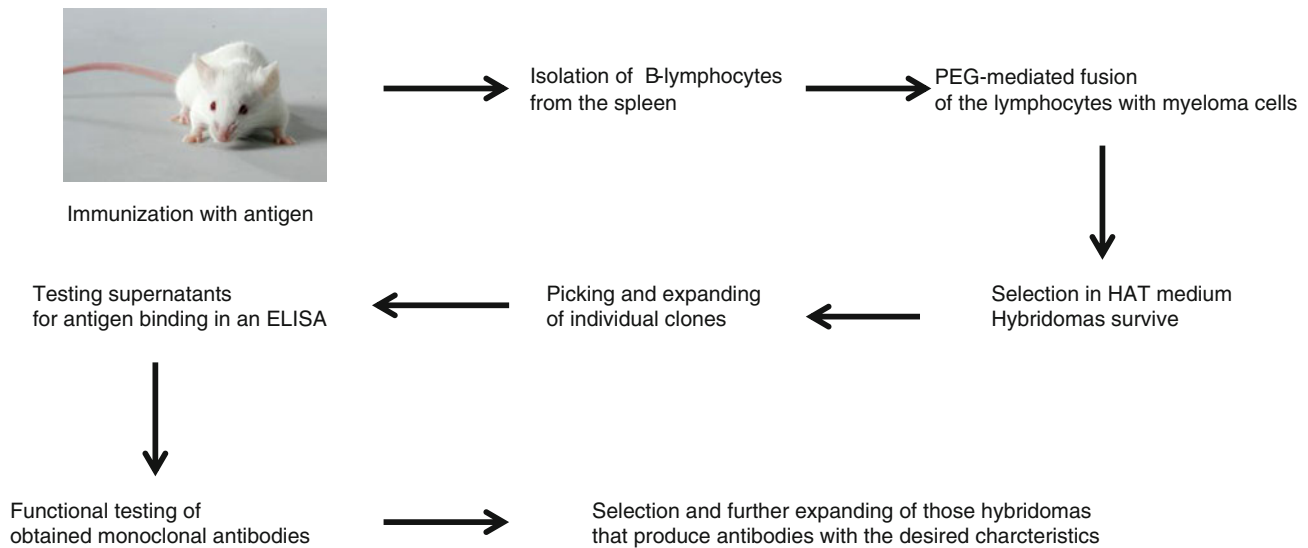 Immunization with antigen
Isolation of B-lymphocytes
from the spleen
PEG-mediated fusion
of the lymphocytes with myeloma cells
Selection in HAT medium
Hybridomas survive
Picking and expanding
of individual clones
Testing supernatants
for antigen binding in an ELISA
Functional testing of
obtained monoclonal antibodies
Selection and further expanding of those hybridomas
that produce antibodies with the desired charcteristics